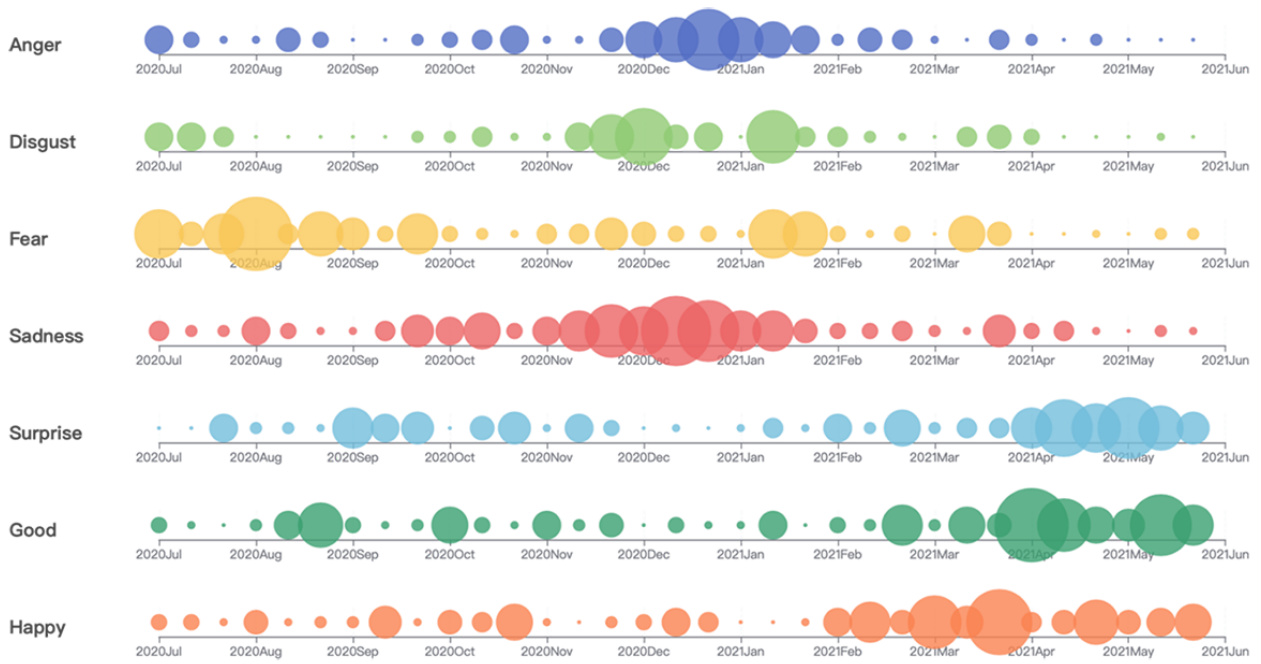 Anger
2020Jul 2020Aug 2020Sep 2020Oct 2020Nov 2020Dec 2021Jan 2021Feb 2021Mar 2021Apr 2021May 2021Jun
Disgust
2020Jul 2020Aug 2020Sep 2020Oct 2020Nov 2020Dec 2021Jan 2021Feb 2021Mar 2021Apr 2021May 2021Jun
Fear
2020Jul 2020Aug 2020Sep 2020Oct 2020Nov 2020Dec 2021Jan 2021Feb 2021Mar 2021Apr 2021May 2021Jun
Sadness
2020Jul 2020Aug 2020Sep 2020Oct 2020Nov 2020Dec 2021Jan 2021Feb 2021Mar 2021Apr 2021May 2021Jun
Surprise
2020Jul 2020Aug 2020Sep 2020Oct 2020Nov 2020Dec 2021Jan 2021Feb 2021Mar 2021Apr 2021May 2021Jun
Good
2020Jul 2020Aug 2020Sep 2020Oct 2020Nov 2020Dec 2021Jan 2021Feb 2021Mar 2021Apr 2021May 2021Jun
Happy
2020Jul 2020Aug 2020Sep 2020Oct 2020Nov 2020Dec 2021Jan 2021Feb 2021Mar 2021Apr 2021May 2021Jun